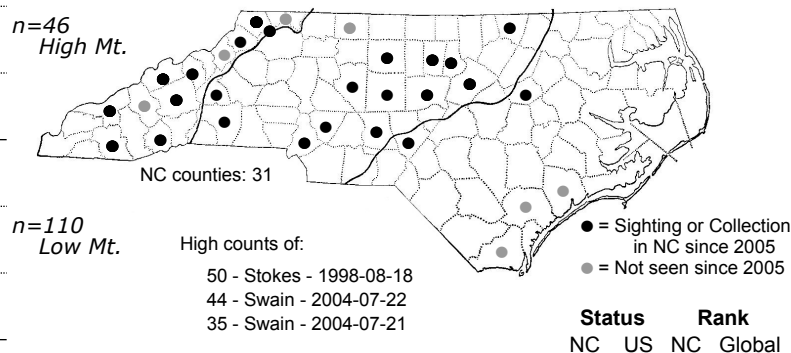 n=46
High Mt.
NC counties: 31
n=110
Low Mt.
High counts of:
50 - Stokes - 1998-08-18
44 - Swain - 2004-07-22
35 - Swain - 2004-07-21
= Sighting or Collection
in NC since 2005
= Not seen since 2005
Status Rank
NC US NC Global